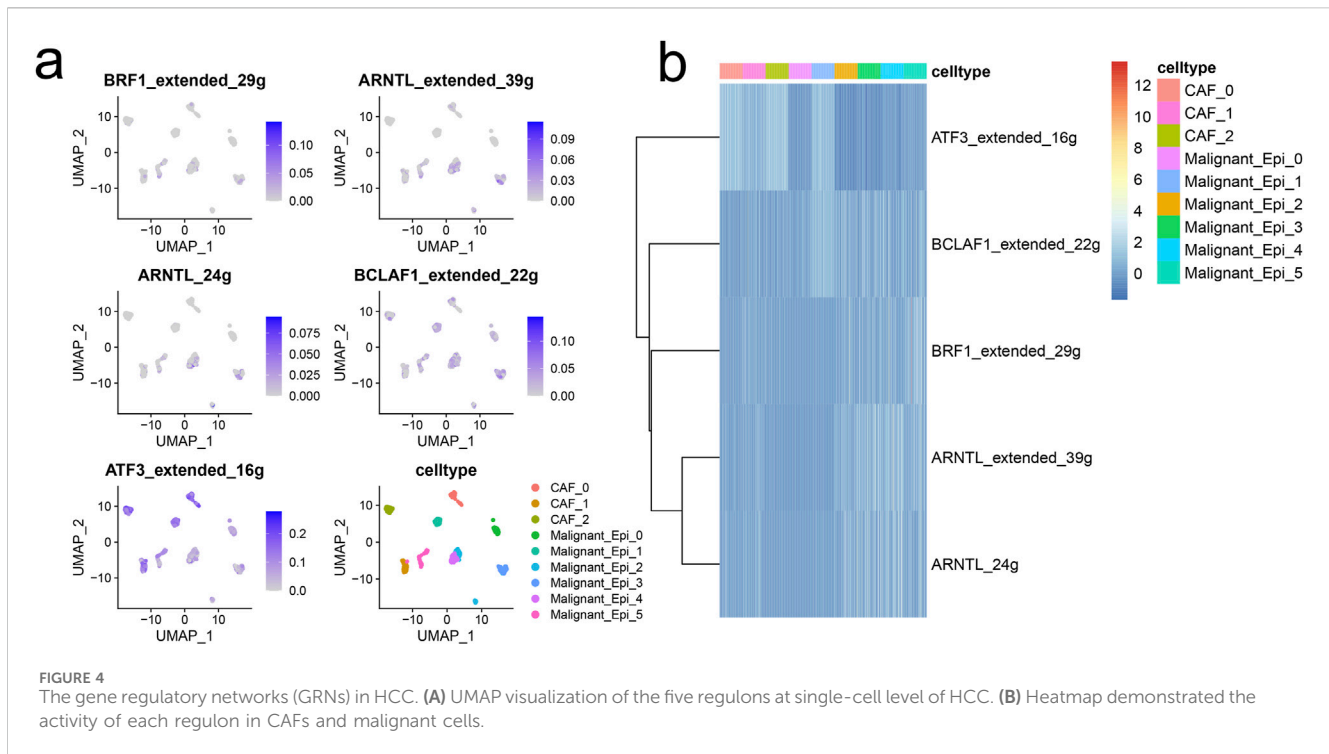 a
BRF1_extended_29g
UMAP_2
10
0
−10
−10 0 10
UMAP_1
0.10
0.05
0.00
ARNTL_extended_39g
UMAP_2
10
0
−10
−10 0 10
UMAP_1
0.09
0.06
0.03
0.00
ARNTL_24g
UMAP_2
10
0
−10
−10 0 10
UMAP_1
0.075
0.050
0.025
0.000
BCLAF1_extended_22g
UMAP_2
10
0
−10
−10 0 10
UMAP_1
0.10
0.05
0.00
ATF3_extended_16g
UMAP_2
10
0
−10
−10 0 10
UMAP_1
0.2
0.1
0.0
celltype
UMAP_2
10
0
−10
−10 0 10
UMAP_1
CAF_0
CAF_1
CAF_2
Malignant_Epi_0
Malignant_Epi_1
Malignant_Epi_2
Malignant_Epi_3
Malignant_Epi_4
Malignant_Epi_5
b
celltype
ATF3_extended_16g
BCLAF1_extended_22g
BRF1_extended_29g
ARNTL_extended_39g
ARNTL_24g
12
10
8
6
4
2
0
celltype
CAF_0
CAF_1
CAF_2
Malignant_Epi_0
Malignant_Epi_1
Malignant_Epi_2
Malignant_Epi_3
Malignant_Epi_4
Malignant_Epi_5
FIGURE 4
The gene regulatory networks (GRNs) in HCC. (A) UMAP visualization of the five regulons at single-cell level of HCC. (B) Heatmap demonstrated the
activity of each regulon in CAFs and malignant cells.